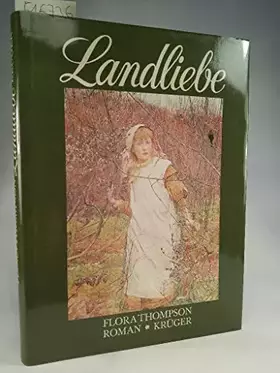 Landliebe
FLORA THOMPSON
ROMAN ▪ KRÜGER